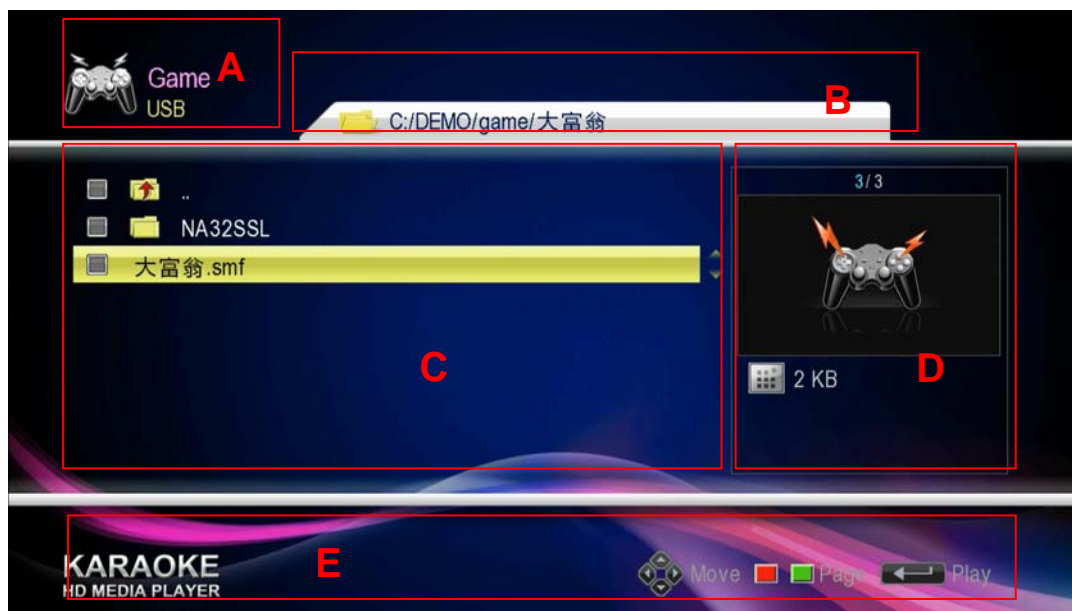 Game
USB
A
B
C:/DEMO/game/大富翁
..
NA32SSL
大富翁.smf
C
3/3
2 KB
D
KARAOKE
HD MEDIA PLAYER
E
Move
Page
Play